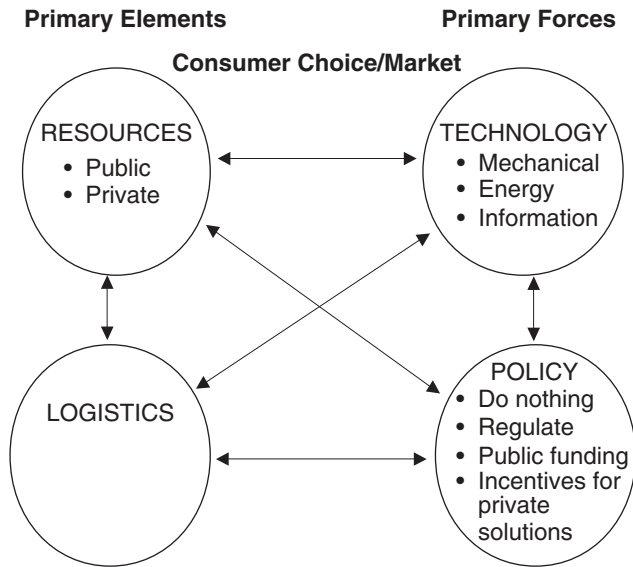 Primary Elements
Primary Forces
Consumer Choice/Market
RESOURCES
• Public
• Private
TECHNOLOGY
• Mechanical
• Energy
• Information
LOGISTICS
POLICY
• Do nothing
• Regulate
• Public funding
• Incentives for
private
solutions